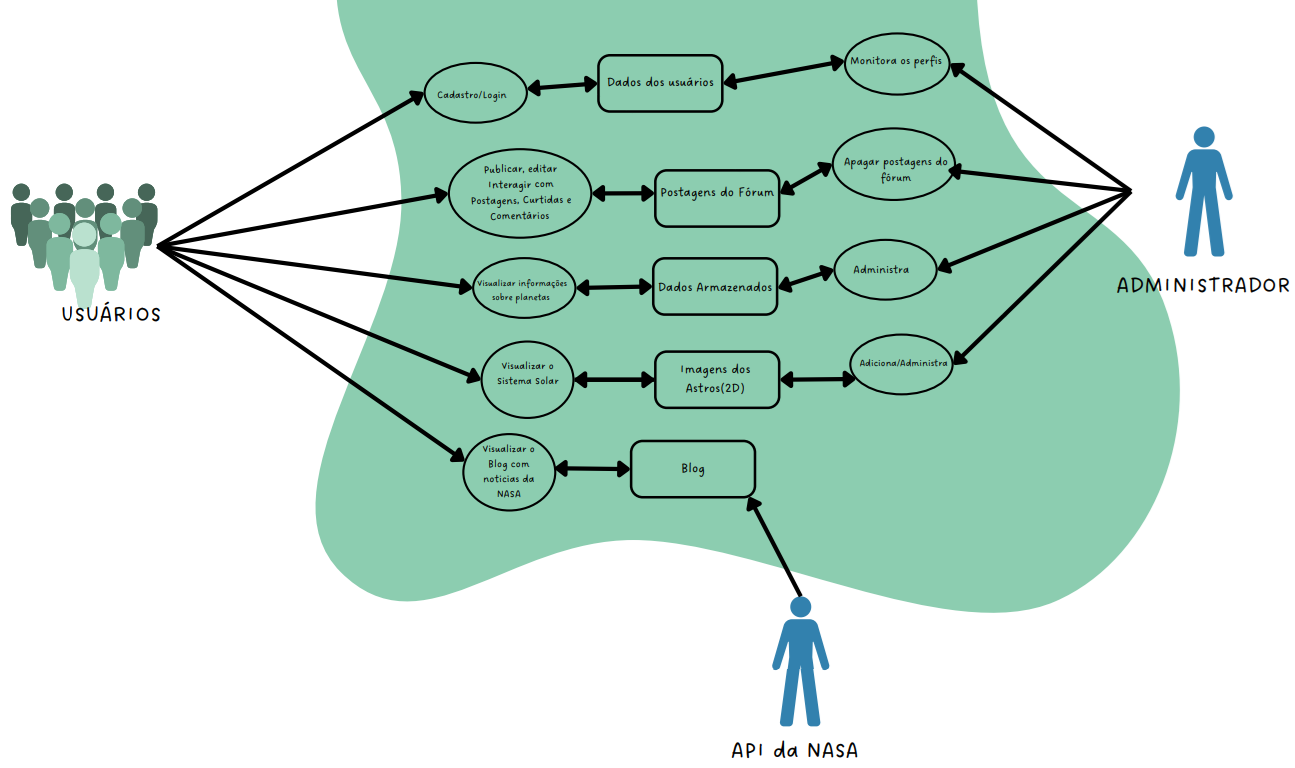 Cadastro/Login
Dados dos usuários
Monitora os perfis
Publicar, editar
Interagir com
Postagens, Curtidas e
Comentários
Postagens do Fórum
Apagar postagens do
fórum
Visualizar informações
sobre planetas
Dados Armazenados
Administra
Visualizar o
Sistema Solar
Imagens dos
Astros(2D)
Adiciona/Administra
Visualizar o
Blog com
noticias da
NASA
Blog
USUÁRIOS
ADMINISTRADOR
API da NASA